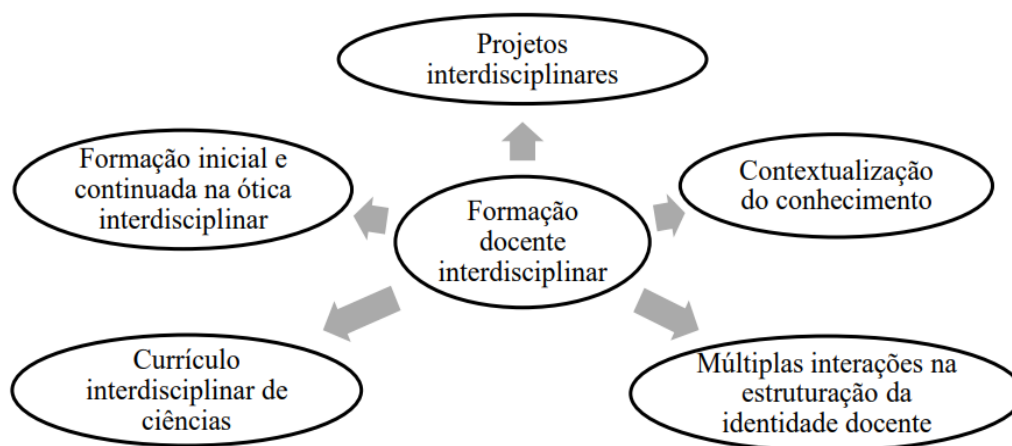 Projetos
interdisciplinares
Formação inicial e
continuada na ótica
interdisciplinar
Contextualização
do conhecimento
Formação
docente
interdisciplinar
Currículo
interdisciplinar de
ciências
Múltiplas interações na
estruturação da
identidade docente